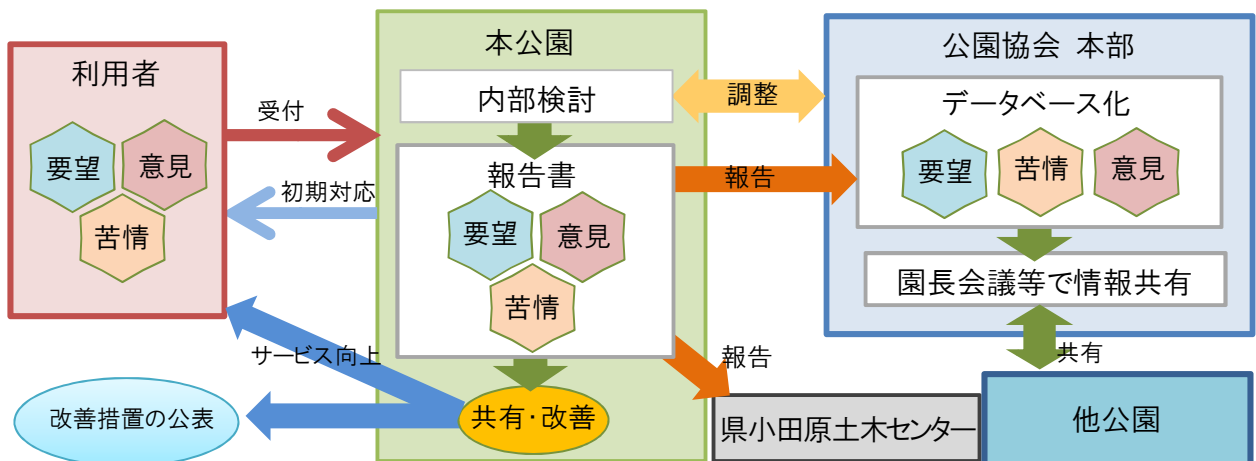 利用者
要望
意見
苦情
受付
初期対応
サービス向上
改善措置の公表
本公園
内部検討
報告書
要望
意見
苦情
共有・改善
調整
報告
報告
県小田原土木センター
公園協会 本部
データベース化
要望
苦情
意見
園長会議等で情報共有
共有
他公園